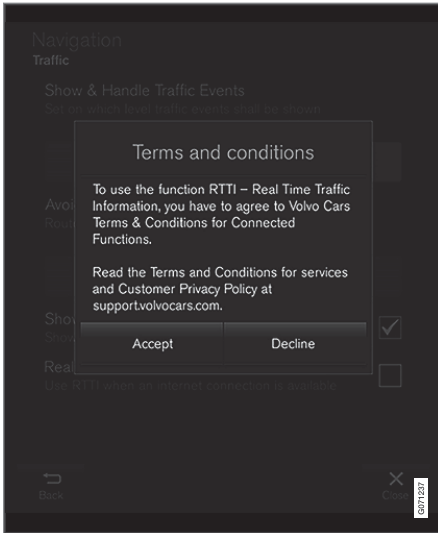 Navigation
Traffic
Show & Handle Traffic Events
Set on which level traffic events shall be shown
Terms and conditions
To use the function RTTI – Real Time Traffic
Information, you have to agree to Volvo Cars
Terms & Conditions for Connected
Functions.
Read the Terms and Conditions for services
and Customer Privacy Policy at
support.volvocars.com.
Accept
Decline
Use RTTI when an internet connection is available
Back
Close
G071237